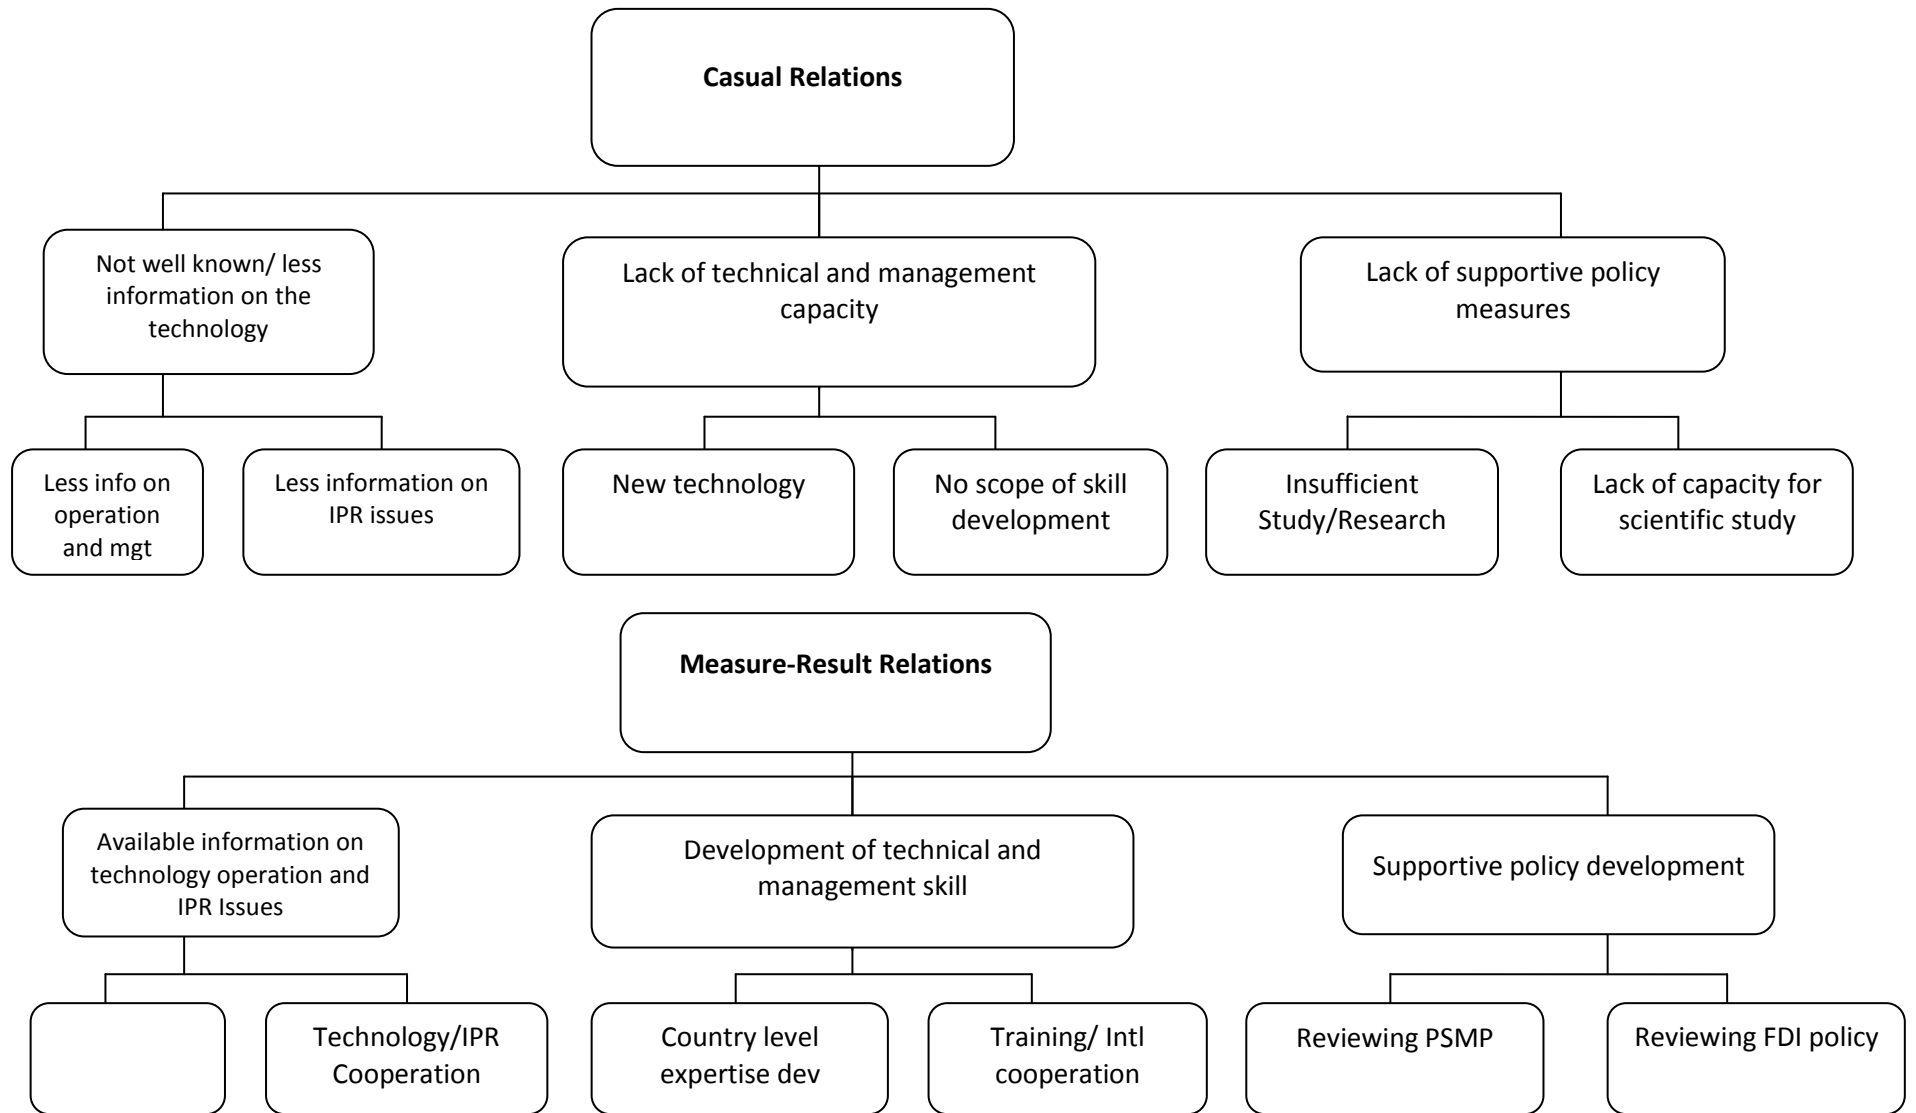 Casual Relations
Not well known/ less
information on the
technology
Lack of technical and management
capacity
Lack of supportive policy
measures
Less info on
operation
and mgt
Less information on
IPR issues
New technology
No scope of skill
development
Insufficient
Study/Research
Lack of capacity for
scientific study
Measure-Result Relations
Available information on
technology operation and
IPR Issues
Development of technical and
management skill
Supportive policy development
Technology/IPR
Cooperation
Country level
expertise dev
Training/ Intl
cooperation
Reviewing PSMP
Reviewing FDI policy